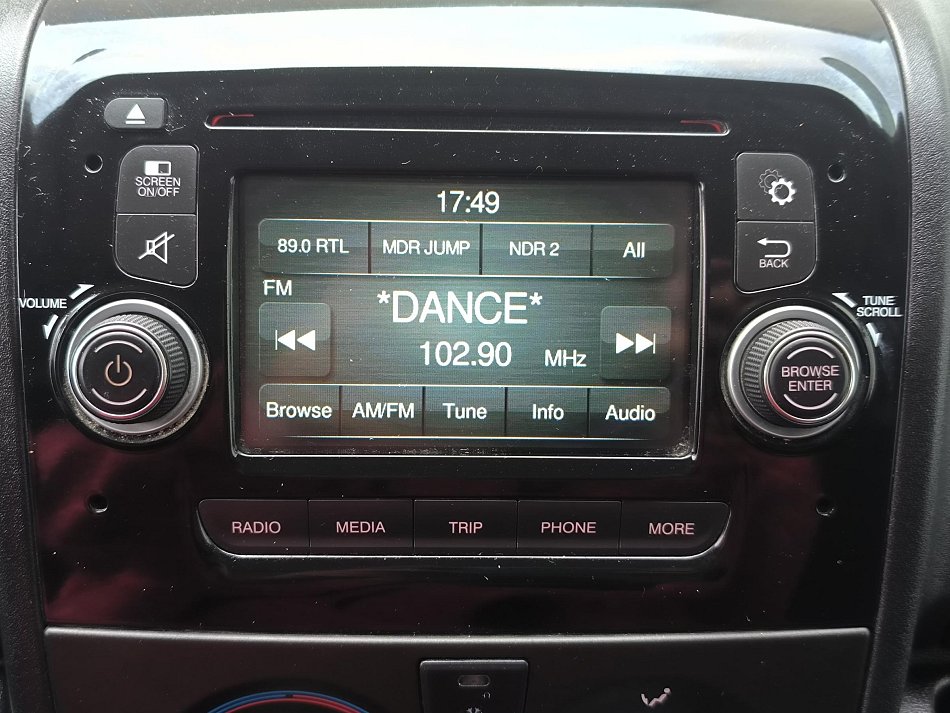 SCREEN
ON/OFF
17:49
89.0 RTL MDR JUMP NDR 2 All
BACK
FM
*DANCE*
102.90 MHz
VOLUME
TUNE
SCROLL
BROWSE
ENTER
Browse AM/FM Tune Info Audio
RADIO MEDIA TRIP PHONE MORE